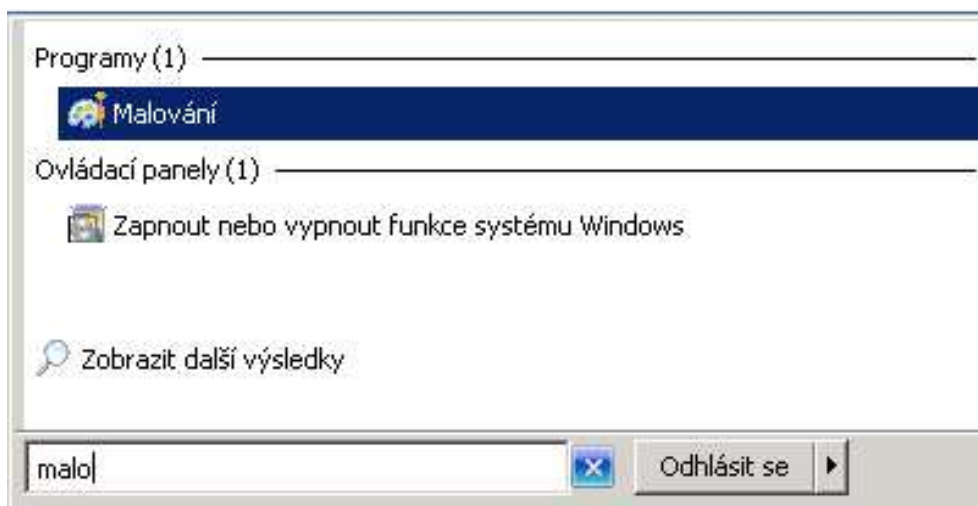 Programy (1)
Malování
Ovládací panely (1)
Zapnout nebo vypnout funkce systému Windows
Zobrazit další výsledky
malo
Odhlásit se